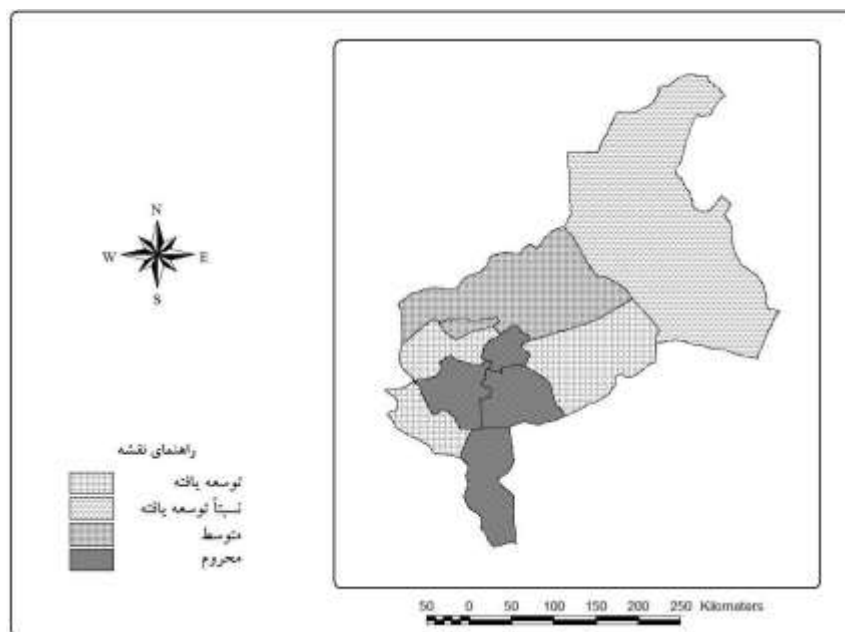 N
W E
S
راهنمای نقشه
توسعه یافته
نسبتاً توسعه یافته
متوسط
محروم
50 0 50 100 150 200 250 Kilometers